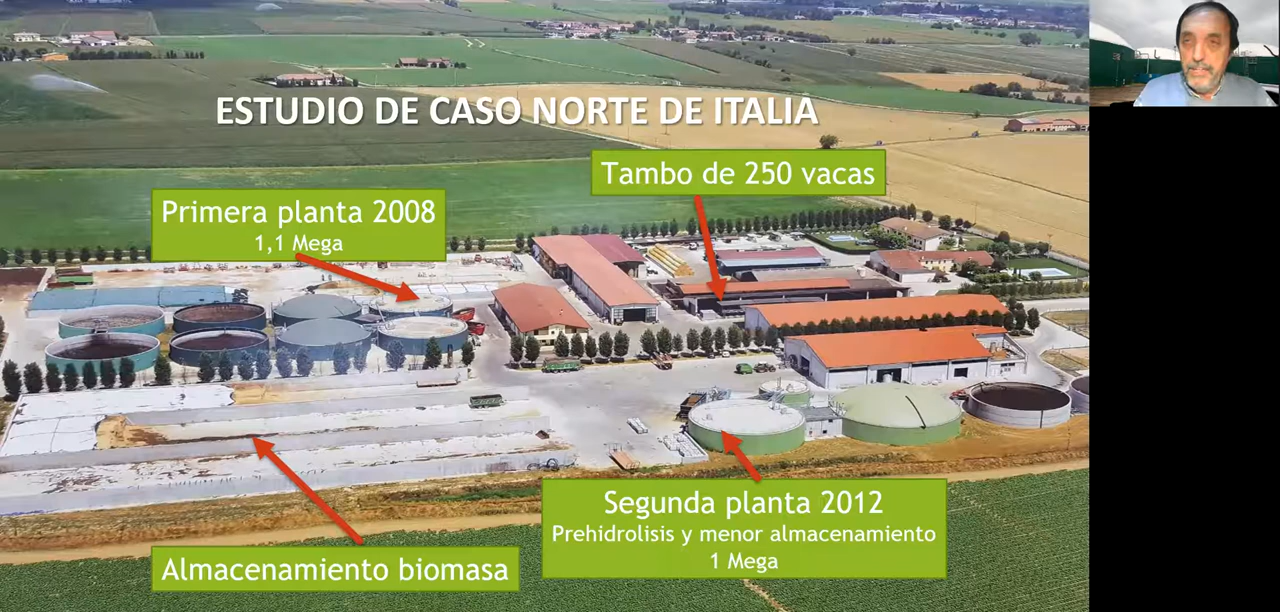 ESTUDIO DE CASO NORTE DE ITALIA
Tambo de 250 vacas
Primera planta 2008
1,1 Mega
Segunda planta 2012
Prehidrolisis y menor almacenamiento
1 Mega
Almacenamiento biomasa